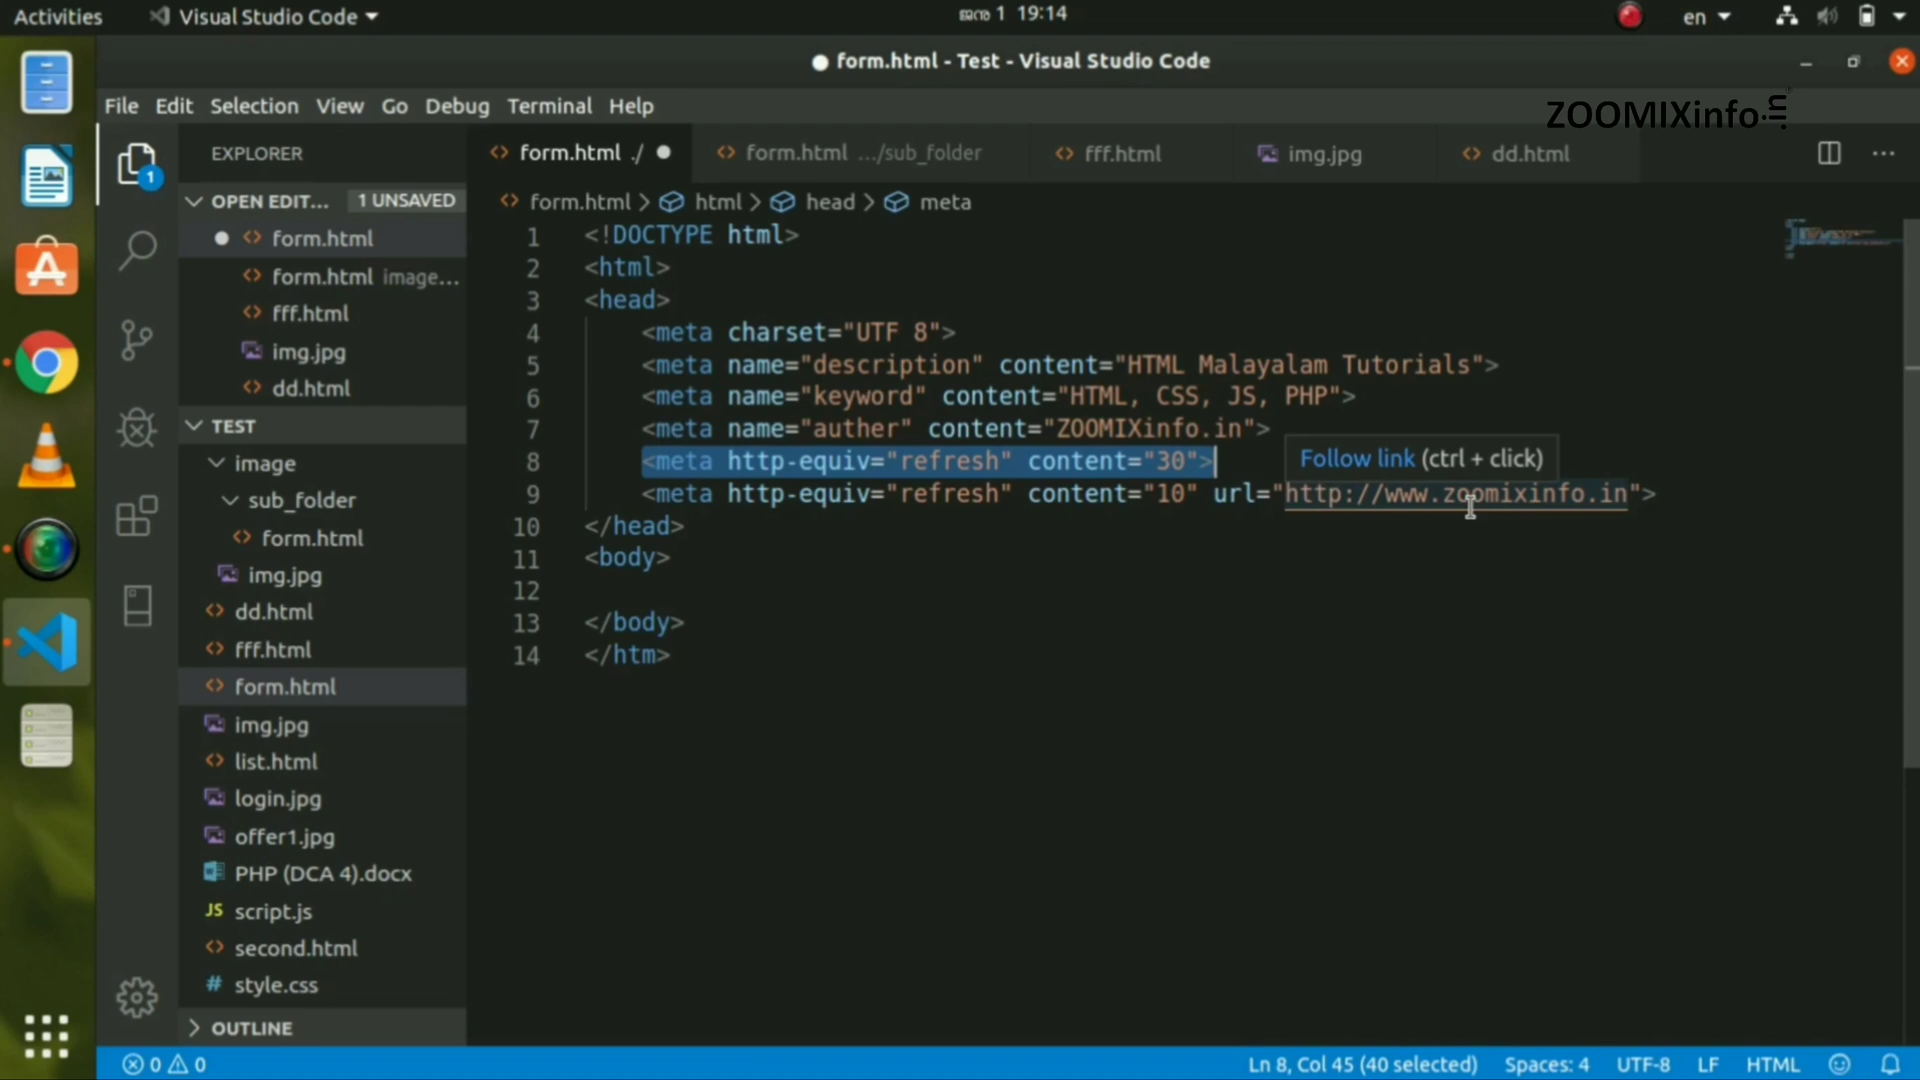 Activities Visual Studio Code ജനു 1 19:14 en
form.html - Test - Visual Studio Code
File Edit Selection View Go Debug Terminal Help
ZOOMIXinfo.in
EXPLORER
form.html ./ form.html .../sub_folder fff.html img.jpg dd.html
OPEN EDIT... 1 UNSAVED
form.html
form.html image...
fff.html
img.jpg
dd.html
TEST
image
sub_folder
form.html
img.jpg
dd.html
fff.html
form.html
img.jpg
list.html
login.jpg
offer1.jpg
PHP (DCA 4).docx
JS script.js
second.html
# style.css
OUTLINE
form.html > html > head > meta
1 <!DOCTYPE html>
2 <html>
3 <head>
4 <meta charset="UTF 8">
5 <meta name="description" content="HTML Malayalam Tutorials">
6 <meta name="keyword" content="HTML, CSS, JS, PHP">
7 <meta name="auther" content="ZOOMIXinfo.in">
8 <meta http-equiv="refresh" content="30">
Follow link (ctrl + click)
9 <meta http-equiv="refresh" content="10" url="http://www.zoomixinfo.in">
10 </head>
11 <body>
12
13 </body>
14 </htm>
0 0 Ln 8, Col 45 (40 selected) Spaces: 4 UTF-8 LF HTML
1